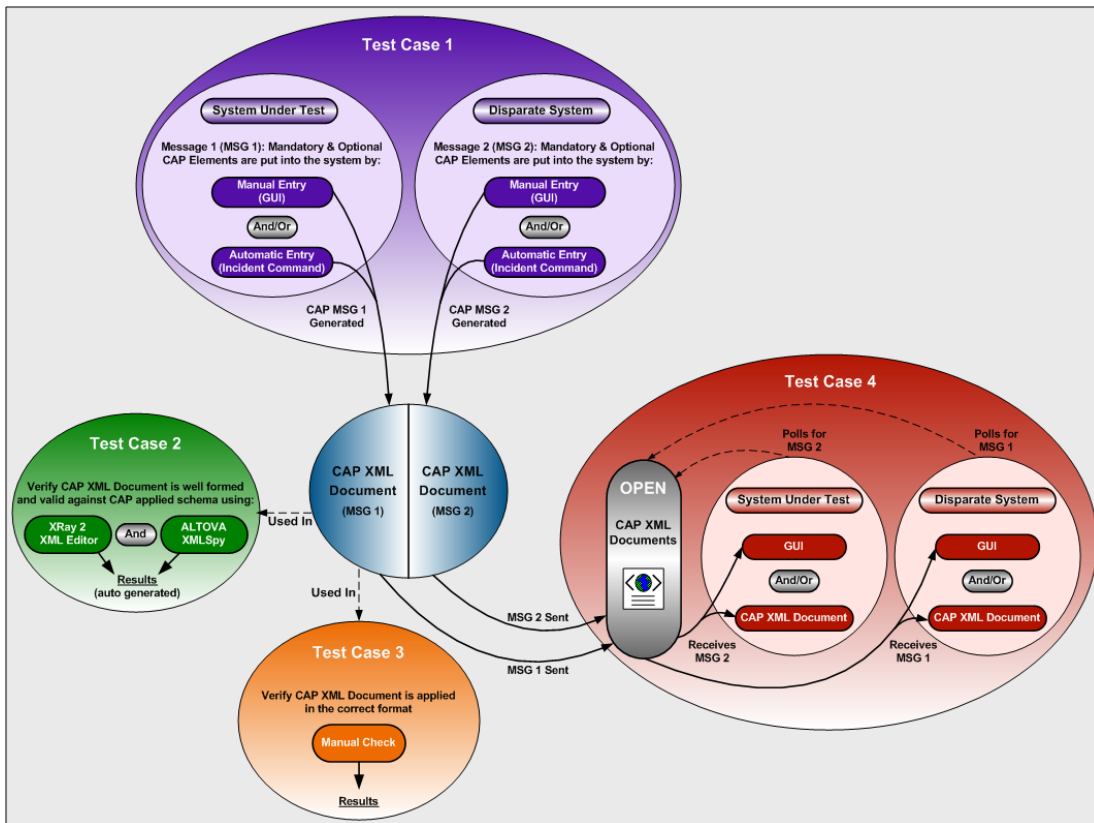 Test Case 1
System Under Test
Message 1 (MSG 1): Mandatory & Optional
CAP Elements are put into the system by:
Manual Entry
(GUI)
And/Or
Automatic Entry
(Incident Command)
Disparate System
Message 2 (MSG 2): Mandatory & Optional
CAP Elements are put into the system by:
Manual Entry
(GUI)
And/Or
Automatic Entry
(Incident Command)
CAP MSG 1
Generated
CAP MSG 2
Generated
CAP XML
Document
(MSG 1)
CAP XML
Document
(MSG 2)
Test Case 2
Verify CAP XML Document is well formed
and valid against CAP applied schema using:
XRay 2
XML Editor
And
ALTOVA
XMLSpy
Results
(auto generated)
Used In
Used In
Test Case 3
Verify CAP XML Document is applied
in the correct format
Manual Check
Results
MSG 2 Sent
MSG 1 Sent
Test Case 4
Polls for
MSG 2
Polls for
MSG 1
OPEN
CAP XML
Documents
System Under Test
GUI
And/Or
CAP XML Document
Receives
MSG 2
Disparate System
GUI
And/Or
CAP XML Document
Receives
MSG 1